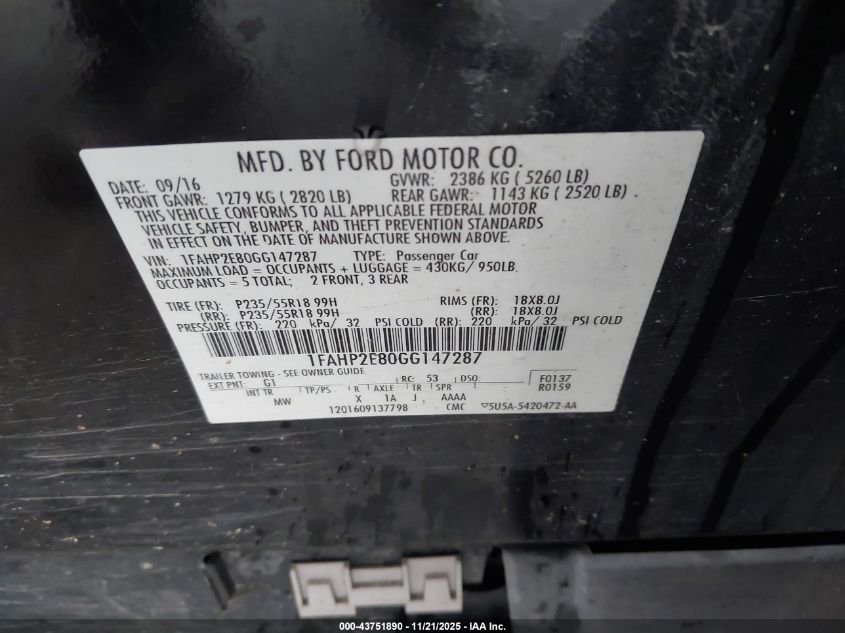 MFD. BY FORD MOTOR CO.
DATE: 09/16 GVWR: 2386 KG ( 5260 LB)
FRONT GAWR: 1279 KG ( 2820 LB) REAR GAWR: 1143 KG ( 2520 LB)
THIS VEHICLE CONFORMS TO ALL APPLICABLE FEDERAL MOTOR
VEHICLE SAFETY, BUMPER, AND THEFT PREVENTION STANDARDS
IN EFFECT ON THE DATE OF MANUFACTURE SHOWN ABOVE.
VIN: 1FAHP2E80GG147287 TYPE: Passenger Car
MAXIMUM LOAD = OCCUPANTS + LUGGAGE = 430KG/ 950LB
OCCUPANTS = 5 TOTAL; 2 FRONT, 3 REAR
TIRE (FR): P235/55R18 99H RIMS (FR): 18X8.0J
(RR): P235/55R18 99H (RR): 18X8.0J
PRESSURE (FR): 220 kPa/ 32 PSI COLD (RR): 220 kPa/ 32 PSI COLD
1FAHP2E80GG147287
TRAILER TOWING - SEE OWNER GUIDE
EXT PNT: G1 RC: 53 DSO: F0137
INT TR TP/PS R AXLE TR SPR R0159
MW X 1A J AAAA
1201609137798 CMC ▽5U5A-5420472-AA
000-43751890 - 11/21/2025 - IAA Inc.